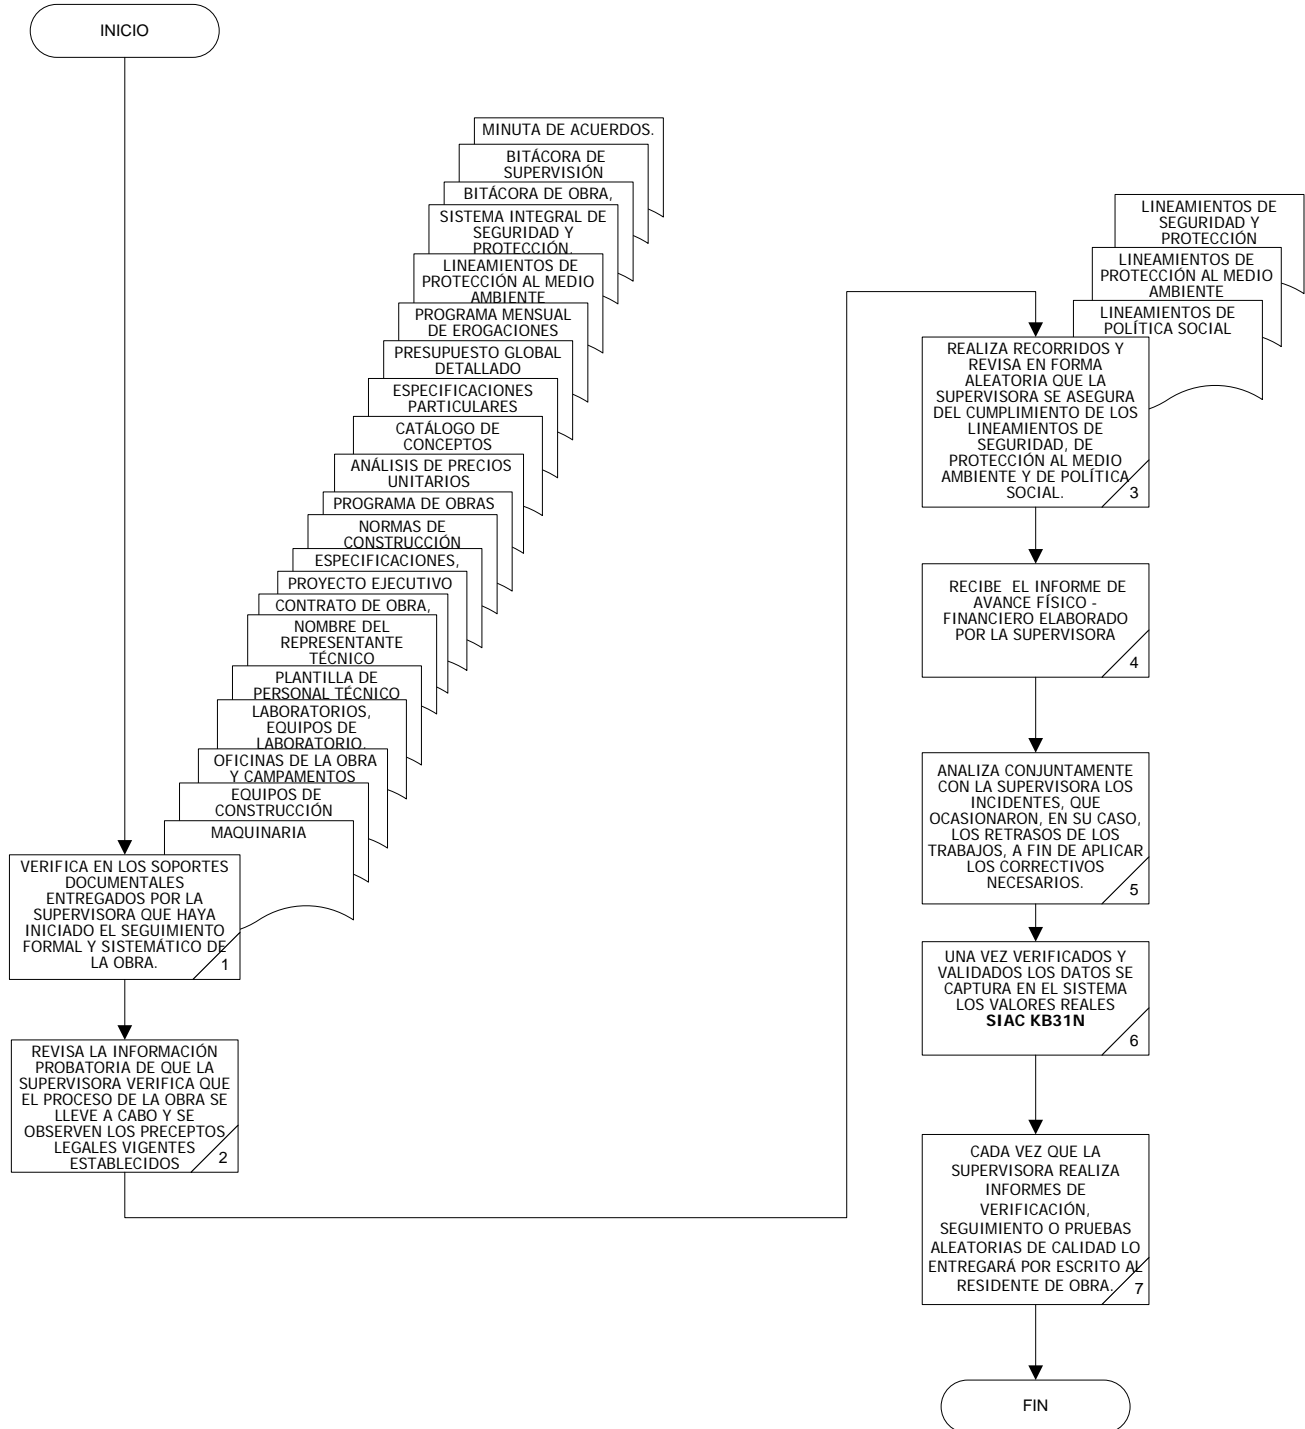 INICIO
MINUTA DE ACUERDOS.
BITÁCORA DE
SUPERVISIÓN
BITÁCORA DE OBRA,
SISTEMA INTEGRAL DE
SEGURIDAD Y
PROTECCIÓN.
LINEAMIENTOS DE
PROTECCIÓN AL MEDIO
AMBIENTE
PROGRAMA MENSUAL
DE EROGACIONES
PRESUPUESTO GLOBAL
DETALLADO
ESPECIFICACIONES
PARTICULARES
CATÁLOGO DE
CONCEPTOS
ANÁLISIS DE PRECIOS
UNITARIOS
PROGRAMA DE OBRAS
NORMAS DE
CONSTRUCCIÓN
ESPECIFICACIONES,
PROYECTO EJECUTIVO
CONTRATO DE OBRA,
NOMBRE DEL
REPRESENTANTE
TÉCNICO
PLANTILLA DE
PERSONAL TÉCNICO
LABORATORIOS,
EQUIPOS DE
LABORATORIO.
OFICINAS DE LA OBRA
Y CAMPAMENTOS
EQUIPOS DE
CONSTRUCCIÓN
MAQUINARIA
VERIFICA EN LOS SOPORTES
DOCUMENTALES
ENTREGADOS POR LA
SUPERVISORA QUE HAYA
INICIADO EL SEGUIMIENTO
FORMAL Y SISTEMÁTICO DE
LA OBRA.
1
REVISA LA INFORMACIÓN
PROBATORIA DE QUE LA
SUPERVISORA VERIFICA QUE
EL PROCESO DE LA OBRA SE
LLEVE A CABO Y SE
OBSERVEN LOS PRECEPTOS
LEGALES VIGENTES
ESTABLECIDOS
2
LINEAMIENTOS DE
SEGURIDAD Y
PROTECCIÓN
LINEAMIENTOS DE
PROTECCIÓN AL MEDIO
AMBIENTE
LINEAMIENTOS DE
POLÍTICA SOCIAL
REALIZA RECORRIDOS Y
REVISA EN FORMA
ALEATORIA QUE LA
SUPERVISORA SE ASEGURA
DEL CUMPLIMIENTO DE LOS
LINEAMIENTOS DE
SEGURIDAD, DE
PROTECCIÓN AL MEDIO
AMBIENTE Y DE POLÍTICA
SOCIAL.
3
RECIBE EL INFORME DE
AVANCE FÍSICO -
FINANCIERO ELABORADO
POR LA SUPERVISORA
4
ANALIZA CONJUNTAMENTE
CON LA SUPERVISORA LOS
INCIDENTES, QUE
OCASIONARON, EN SU CASO,
LOS RETRASOS DE LOS
TRABAJOS, A FIN DE APLICAR
LOS CORRECTIVOS
NECESARIOS.
5
UNA VEZ VERIFICADOS Y
VALIDADOS LOS DATOS SE
CAPTURA EN EL SISTEMA
LOS VALORES REALES
SIAC KB31N
6
CADA VEZ QUE LA
SUPERVISORA REALIZA
INFORMES DE
VERIFICACIÓN,
SEGUIMIENTO O PRUEBAS
ALEATORIAS DE CALIDAD LO
ENTREGARÁ POR ESCRITO AL
RESIDENTE DE OBRA.
7
FIN